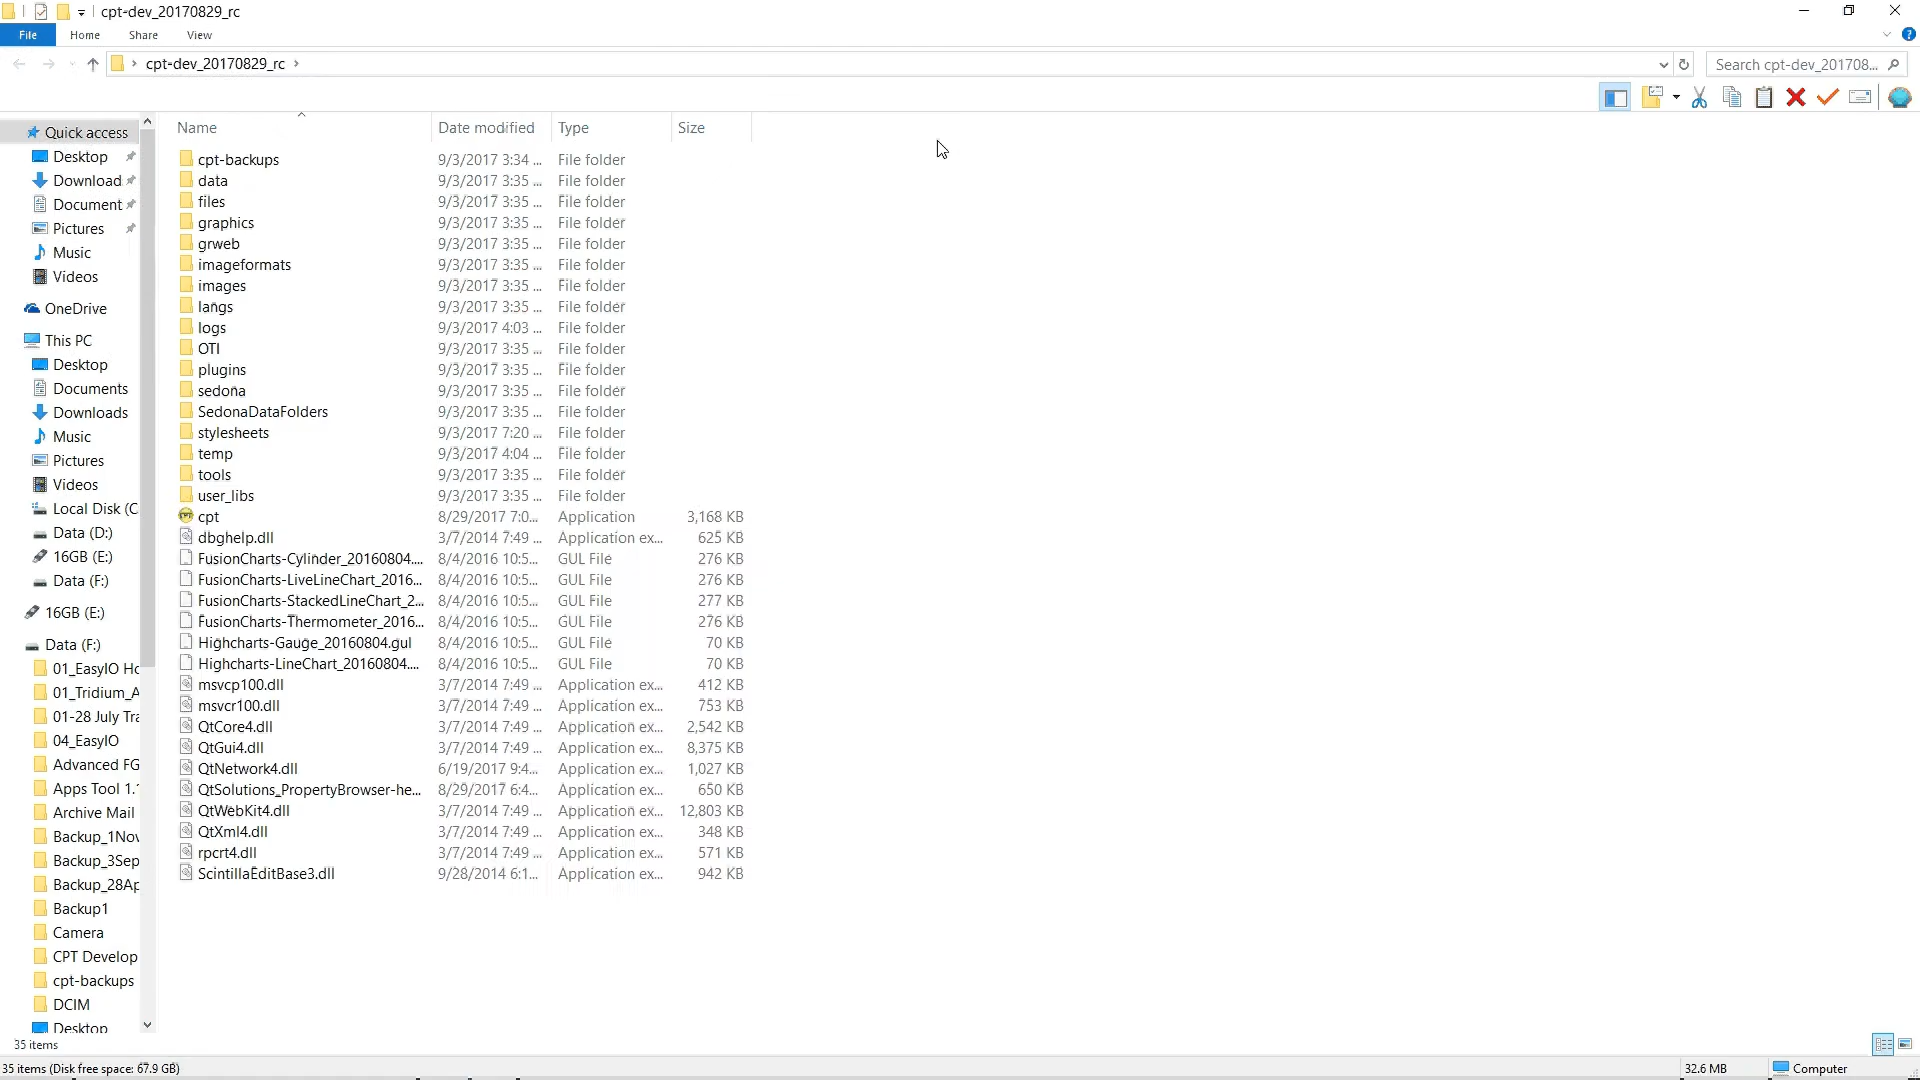 cpt-dev_20170829_rc
File Home Share View
cpt-dev_20170829_rc
Search cpt-dev_201708...
Name Date modified Type Size
Quick access
Desktop
Download
Document
Pictures
Music
Videos
OneDrive
This PC
Desktop
Documents
Downloads
Music
Pictures
Videos
Local Disk (C
Data (D:)
16GB (E:)
Data (F:)
16GB (E:)
Data (F:)
01_EasyIO Ho
01_Tridium_A
01-28 July Tra
04_EasyIO
Advanced FG
Apps Tool 1.1
Archive Mail
Backup_1Nov
Backup_3Sep
Backup_28Ap
Backup1
Camera
CPT Develop
cpt-backups
DCIM
Desktop
cpt-backups 9/3/2017 3:34 ... File folder
data 9/3/2017 3:35 ... File folder
files 9/3/2017 3:35 ... File folder
graphics 9/3/2017 3:35 ... File folder
grweb 9/3/2017 3:35 ... File folder
imageformats 9/3/2017 3:35 ... File folder
images 9/3/2017 3:35 ... File folder
langs 9/3/2017 3:35 ... File folder
logs 9/3/2017 4:03 ... File folder
OTI 9/3/2017 3:35 ... File folder
plugins 9/3/2017 3:35 ... File folder
sedona 9/3/2017 3:35 ... File folder
SedonaDataFolders 9/3/2017 3:35 ... File folder
stylesheets 9/3/2017 7:20 ... File folder
temp 9/3/2017 4:04 ... File folder
tools 9/3/2017 3:35 ... File folder
user_libs 9/3/2017 3:35 ... File folder
cpt 8/29/2017 7:0... Application 3,168 KB
dbghelp.dll 3/7/2014 7:49 ... Application ex... 625 KB
FusionCharts-Cylinder_20160804.... 8/4/2016 10:5... GUL File 276 KB
FusionCharts-LiveLineChart_2016... 8/4/2016 10:5... GUL File 276 KB
FusionCharts-StackedLineChart_2... 8/4/2016 10:5... GUL File 277 KB
FusionCharts-Thermometer_2016... 8/4/2016 10:5... GUL File 276 KB
Highcharts-Gauge_20160804.gul 8/4/2016 10:5... GUL File 70 KB
Highcharts-LineChart_20160804.... 8/4/2016 10:5... GUL File 70 KB
msvcp100.dll 3/7/2014 7:49 ... Application ex... 412 KB
msvcr100.dll 3/7/2014 7:49 ... Application ex... 753 KB
QtCore4.dll 3/7/2014 7:49 ... Application ex... 2,542 KB
QtGui4.dll 3/7/2014 7:49 ... Application ex... 8,375 KB
QtNetwork4.dll 6/19/2017 9:4... Application ex... 1,027 KB
QtSolutions_PropertyBrowser-he... 8/29/2017 6:4... Application ex... 650 KB
QtWebKit4.dll 3/7/2014 7:49 ... Application ex... 12,803 KB
QtXml4.dll 3/7/2014 7:49 ... Application ex... 348 KB
rpcrt4.dll 3/7/2014 7:49 ... Application ex... 571 KB
ScintillaEditBase3.dll 9/28/2014 6:1... Application ex... 942 KB
35 items
35 items (Disk free space: 67.9 GB) 32.6 MB Computer